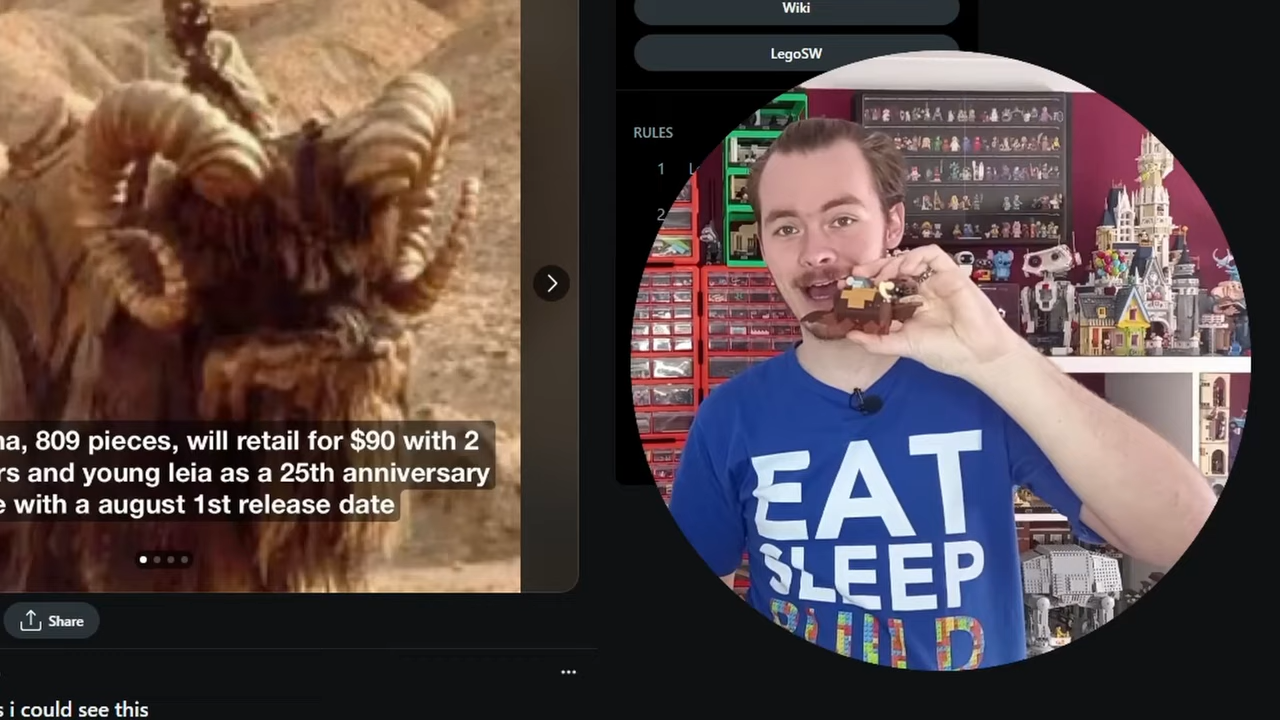 Wiki
LegoSW
RULES
1
2
na, 809 pieces, will retail for $90 with 2
rs and young leia as a 25th anniversary
e with a august 1st release date
EAT
SLEEP
BUILD
Share
s i could see this